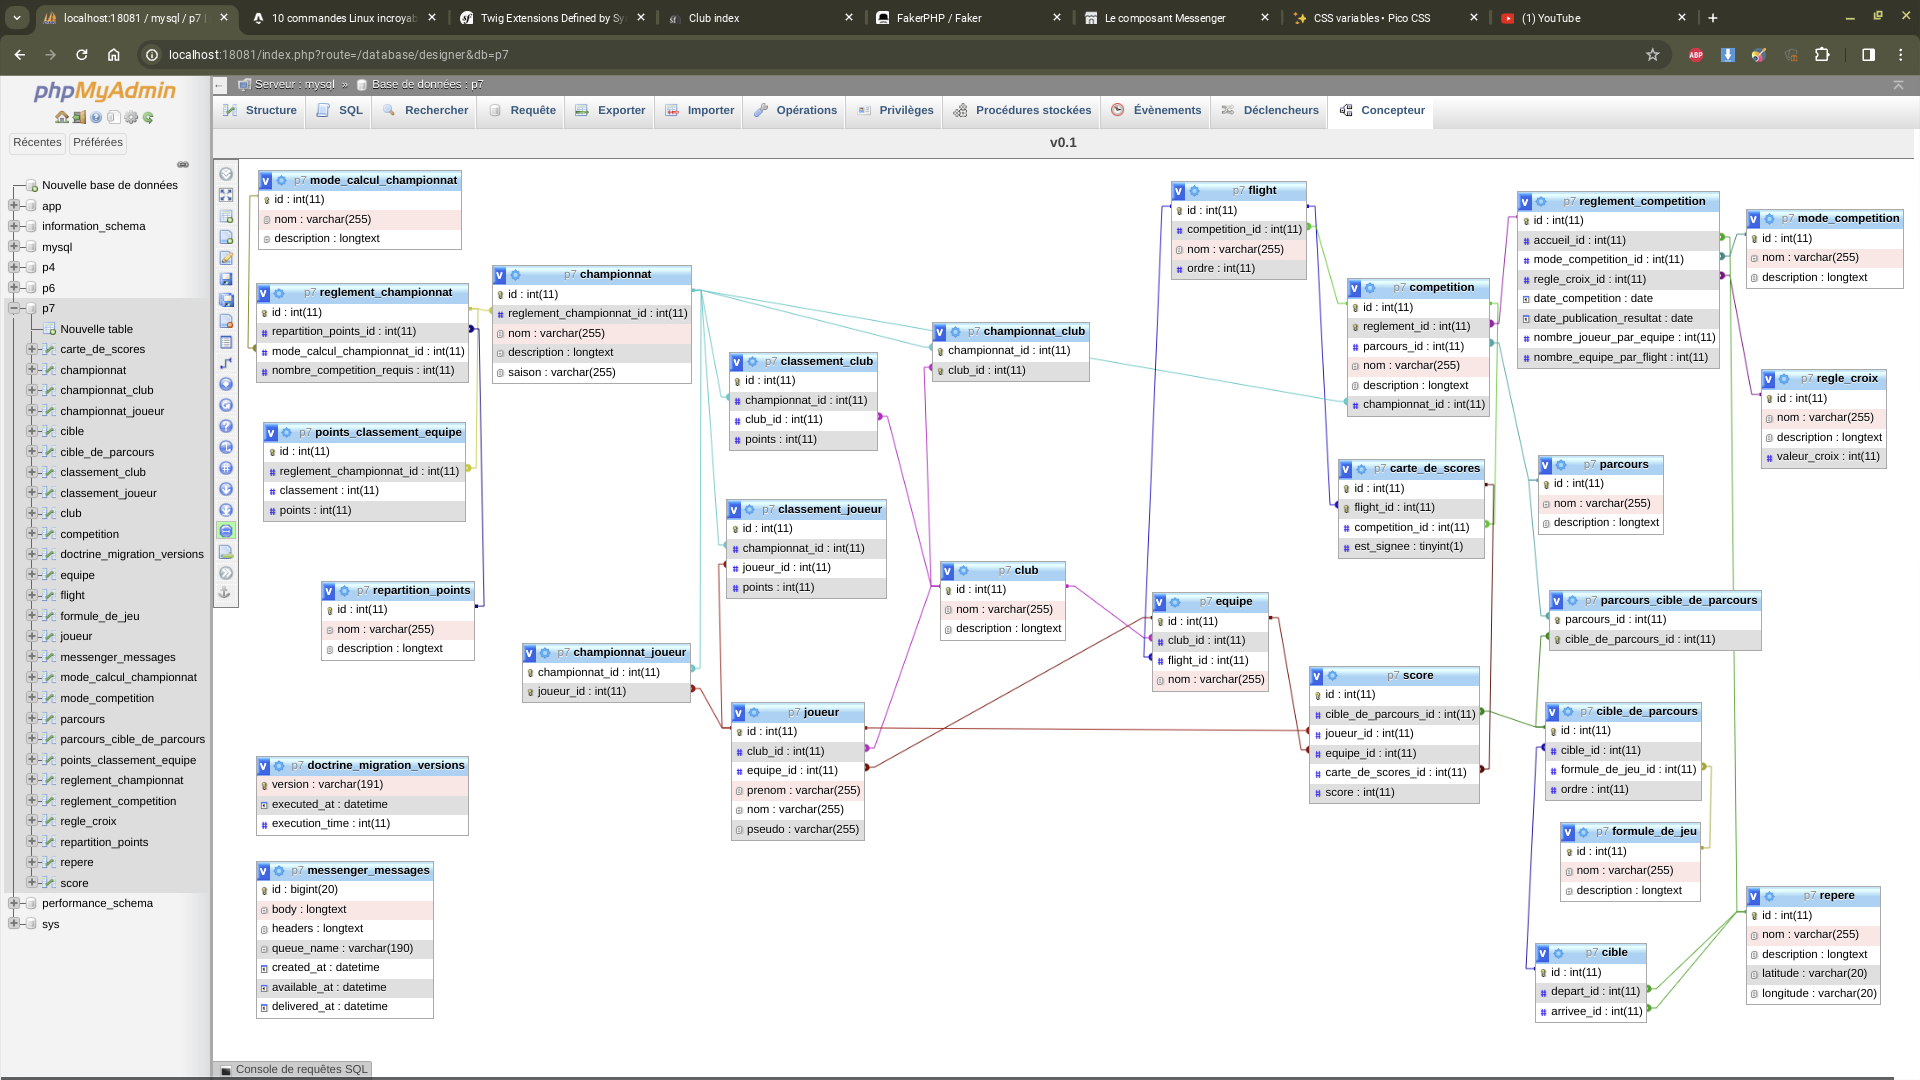 localhost:18081 / mysql / p7
10 commandes Linux incroyab
Twig Extensions Defined by Sy
Club index
FakerPHP / Faker
Le composant Messenger
CSS variables • Pico CSS
(1) YouTube
localhost:18081/index.php?route=/database/designer&db=p7
ABP
phpMyAdmin
Récentes
Préférées
Nouvelle base de données
app
information_schema
mysql
p4
p6
p7
Nouvelle table
carte_de_scores
championnat
championnat_club
championnat_joueur
cible
cible_de_parcours
classement_club
classement_joueur
club
competition
doctrine_migration_versions
equipe
flight
formule_de_jeu
joueur
messenger_messages
mode_calcul_championnat
mode_competition
parcours
parcours_cible_de_parcours
points_classement_equipe
reglement_championnat
reglement_competition
regle_croix
repartition_points
repere
score
performance_schema
sys
Serveur : mysql » Base de données : p7
Structure
SQL
Rechercher
Requête
Exporter
Importer
Opérations
Privilèges
Procédures stockées
Évènements
Déclencheurs
Concepteur
v0.1
p7 mode_calcul_championnat
id : int(11)
nom : varchar(255)
description : longtext
p7 reglement_championnat
id : int(11)
repartition_points_id : int(11)
mode_calcul_championnat_id : int(11)
nombre_competition_requis : int(11)
p7 points_classement_equipe
id : int(11)
reglement_championnat_id : int(11)
classement : int(11)
points : int(11)
p7 repartition_points
id : int(11)
nom : varchar(255)
description : longtext
p7 doctrine_migration_versions
version : varchar(191)
executed_at : datetime
execution_time : int(11)
p7 messenger_messages
id : bigint(20)
body : longtext
headers : longtext
queue_name : varchar(190)
created_at : datetime
available_at : datetime
delivered_at : datetime
p7 championnat
id : int(11)
reglement_championnat_id : int(11)
nom : varchar(255)
description : longtext
saison : varchar(255)
p7 championnat_joueur
championnat_id : int(11)
joueur_id : int(11)
p7 classement_club
id : int(11)
championnat_id : int(11)
club_id : int(11)
points : int(11)
p7 classement_joueur
id : int(11)
championnat_id : int(11)
joueur_id : int(11)
points : int(11)
p7 joueur
id : int(11)
club_id : int(11)
equipe_id : int(11)
prenom : varchar(255)
nom : varchar(255)
pseudo : varchar(255)
p7 championnat_club
championnat_id : int(11)
club_id : int(11)
p7 club
id : int(11)
nom : varchar(255)
description : longtext
p7 flight
id : int(11)
competition_id : int(11)
nom : varchar(255)
ordre : int(11)
p7 equipe
id : int(11)
club_id : int(11)
flight_id : int(11)
nom : varchar(255)
p7 competition
id : int(11)
reglement_id : int(11)
parcours_id : int(11)
nom : varchar(255)
description : longtext
championnat_id : int(11)
p7 carte_de_scores
id : int(11)
flight_id : int(11)
competition_id : int(11)
est_signee : tinyint(1)
p7 score
id : int(11)
cible_de_parcours_id : int(11)
joueur_id : int(11)
equipe_id : int(11)
carte_de_scores_id : int(11)
score : int(11)
p7 reglement_competition
id : int(11)
accueil_id : int(11)
mode_competition_id : int(11)
regle_croix_id : int(11)
date_competition : date
date_publication_resultat : date
nombre_joueur_par_equipe : int(11)
nombre_equipe_par_flight : int(11)
p7 mode_competition
id : int(11)
nom : varchar(255)
description : longtext
p7 regle_croix
id : int(11)
nom : varchar(255)
description : longtext
valeur_croix : int(11)
p7 parcours
id : int(11)
nom : varchar(255)
description : longtext
p7 parcours_cible_de_parcours
parcours_id : int(11)
cible_de_parcours_id : int(11)
p7 cible_de_parcours
id : int(11)
cible_id : int(11)
formule_de_jeu_id : int(11)
ordre : int(11)
p7 formule_de_jeu
id : int(11)
nom : varchar(255)
description : longtext
p7 cible
id : int(11)
depart_id : int(11)
arrivee_id : int(11)
p7 repere
id : int(11)
nom : varchar(255)
description : longtext
latitude : varchar(20)
longitude : varchar(20)
Console de requêtes SQL